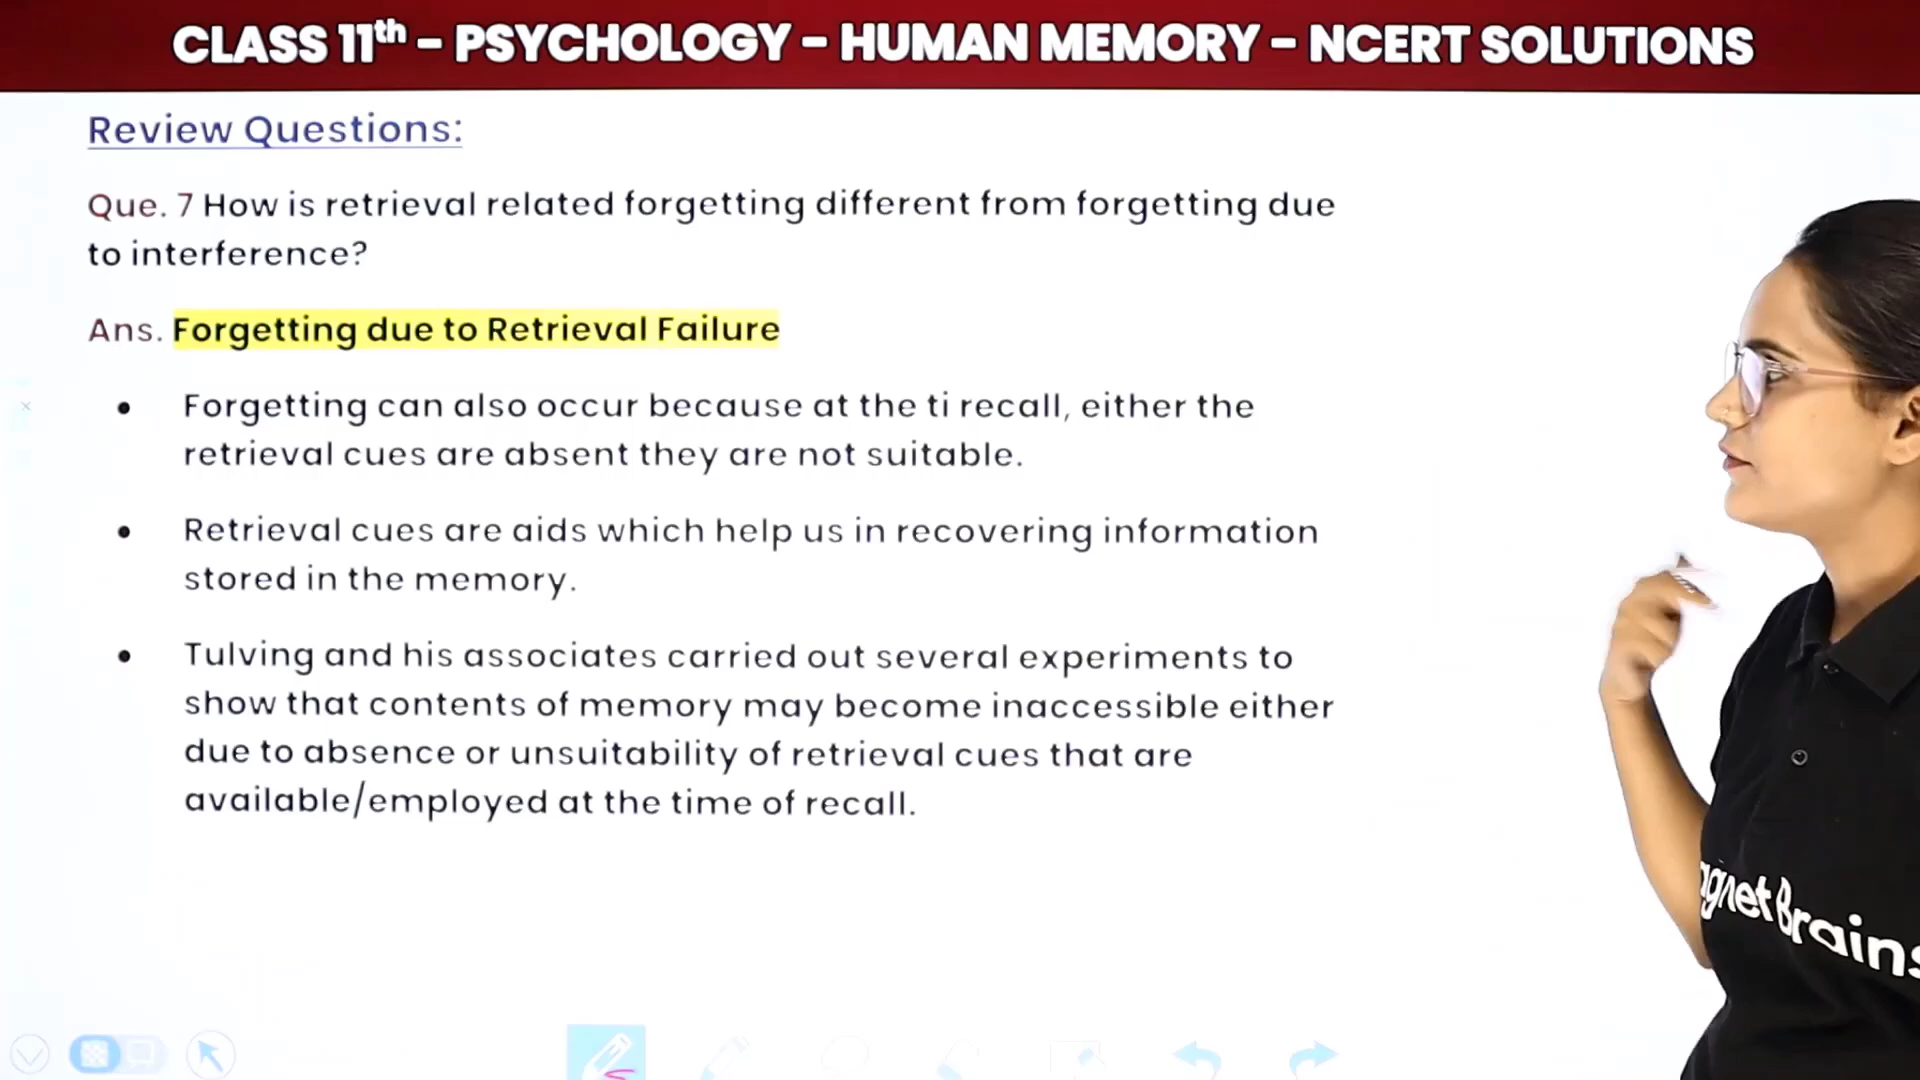 CLASS 11th – PSYCHOLOGY – HUMAN MEMORY – NCERT SOLUTIONS
Review Questions:
Que. 7 How is retrieval related forgetting different from forgetting due
to interference?
Ans. Forgetting due to Retrieval Failure
• Forgetting can also occur because at the ti recall, either the
retrieval cues are absent they are not suitable.
• Retrieval cues are aids which help us in recovering information
stored in the memory.
• Tulving and his associates carried out several experiments to
show that contents of memory may become inaccessible either
due to absence or unsuitability of retrieval cues that are
available/employed at the time of recall.
Brains